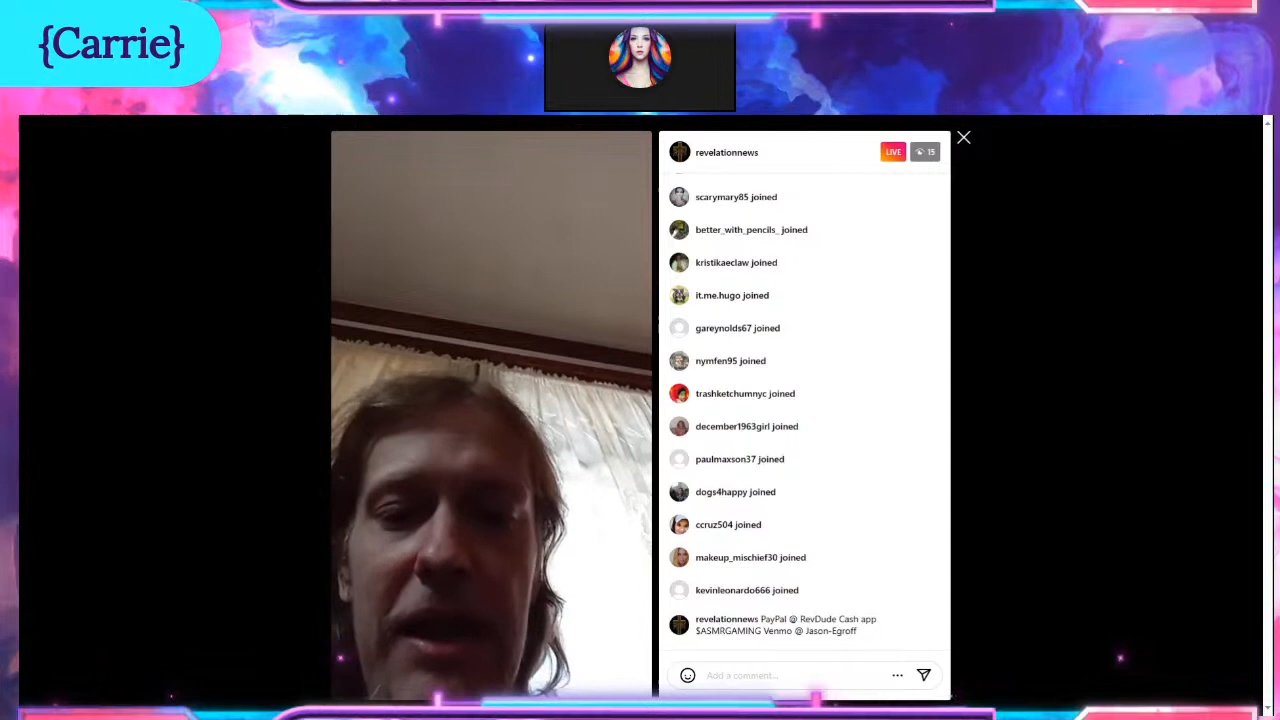 {Carrie}
revelationnews
LIVE
15
scarymary85 joined
better_with_pencils_ joined
kristikaeclaw joined
it.me.hugo joined
gareynolds67 joined
nymfen95 joined
trashketchumnyc joined
december1963girl joined
paulmaxson37 joined
dogs4happy joined
ccruz504 joined
makeup_mischief30 joined
kevinleonardo666 joined
revelationnews PayPal @ RevDude Cash app
$ASMRGAMING Venmo @ Jason-Egroff
Add a comment...